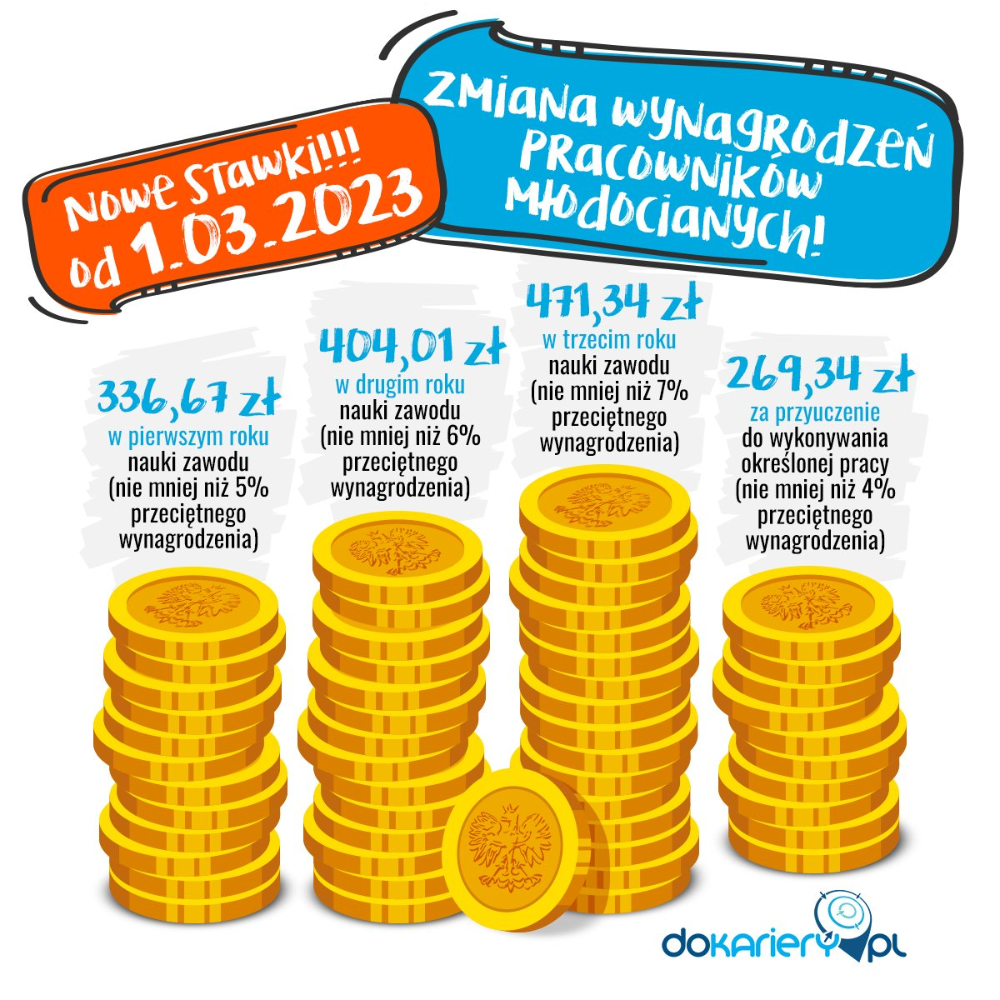 Zmiana wynagrodzeń
pracowników
młodocianych!
Nowe stawki!!!
od 1.03.2023
336,67 zł
w pierwszym roku
nauki zawodu
(nie mniej niż 5%
przeciętnego
wynagrodzenia)
404,01 zł
w drugim roku
nauki zawodu
(nie mniej niż 6%
przeciętnego
wynagrodzenia)
471,34 zł
w trzecim roku
nauki zawodu
(nie mniej niż 7%
przeciętnego
wynagrodzenia)
269,34 zł
za przyuczenie
do wykonywania
określonej pracy
(nie mniej niż 4%
przeciętnego
wynagrodzenia)
dokariery.pl